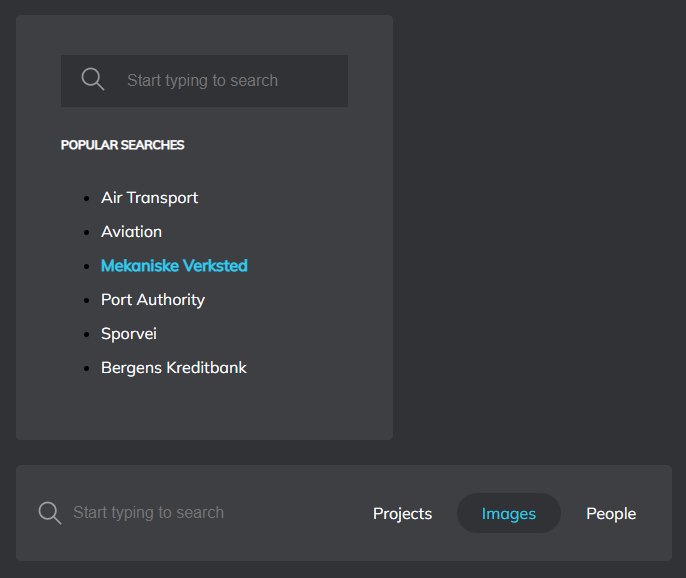 Start typing to search
POPULAR SEARCHES
Air Transport
Aviation
Mekaniske Verksted
Port Authority
Sporvei
Bergens Kreditbank
Start typing to search Projects Images People